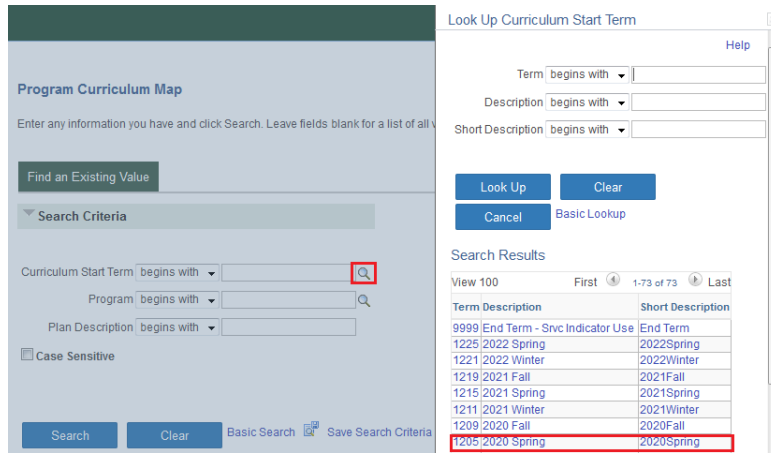 Program Curriculum Map
Enter any information you have and click Search. Leave fields blank for a list of all v
Find an Existing Value
Search Criteria
Curriculum Start Term begins with
Program begins with
Plan Description begins with
Case Sensitive
Search Clear Basic Search Save Search Criteria
Look Up Curriculum Start Term
Help
Term begins with
Description begins with
Short Description begins with
Look Up Clear
Cancel Basic Lookup
Search Results
View 100 First 1-73 of 73 Last
Term Description Short Description
9999 End Term - Srvc Indicator Use End Term
1225 2022 Spring 2022Spring
1221 2022 Winter 2022Winter
1219 2021 Fall 2021Fall
1215 2021 Spring 2021Spring
1211 2021 Winter 2021Winter
1209 2020 Fall 2020Fall
1205 2020 Spring 2020Spring